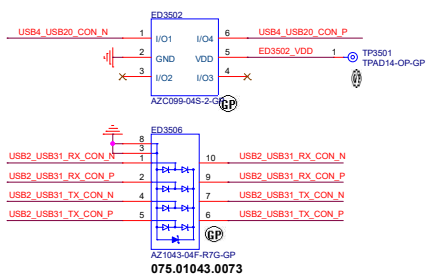 ED3502
USB4_USB20_CON_N 1 I/O1 I/O4 6 USB4_USB20_CON_P
2 GND VDD 5 ED3502_VDD 1 TP3501
TPAD14-OP-GP
3 I/O2 I/O3 4
AZC099-04S-2-GP
GP
ED3506
8
3
USB2_USB31_RX_CON_N 1 10 USB2_USB31_RX_CON_N
USB2_USB31_RX_CON_P 2 9 USB2_USB31_RX_CON_P
USB2_USB31_TX_CON_N 4 7 USB2_USB31_TX_CON_N
USB2_USB31_TX_CON_P 5 6 USB2_USB31_TX_CON_P
GP
AZ1043-04F-R7G-GP
075.01043.0073